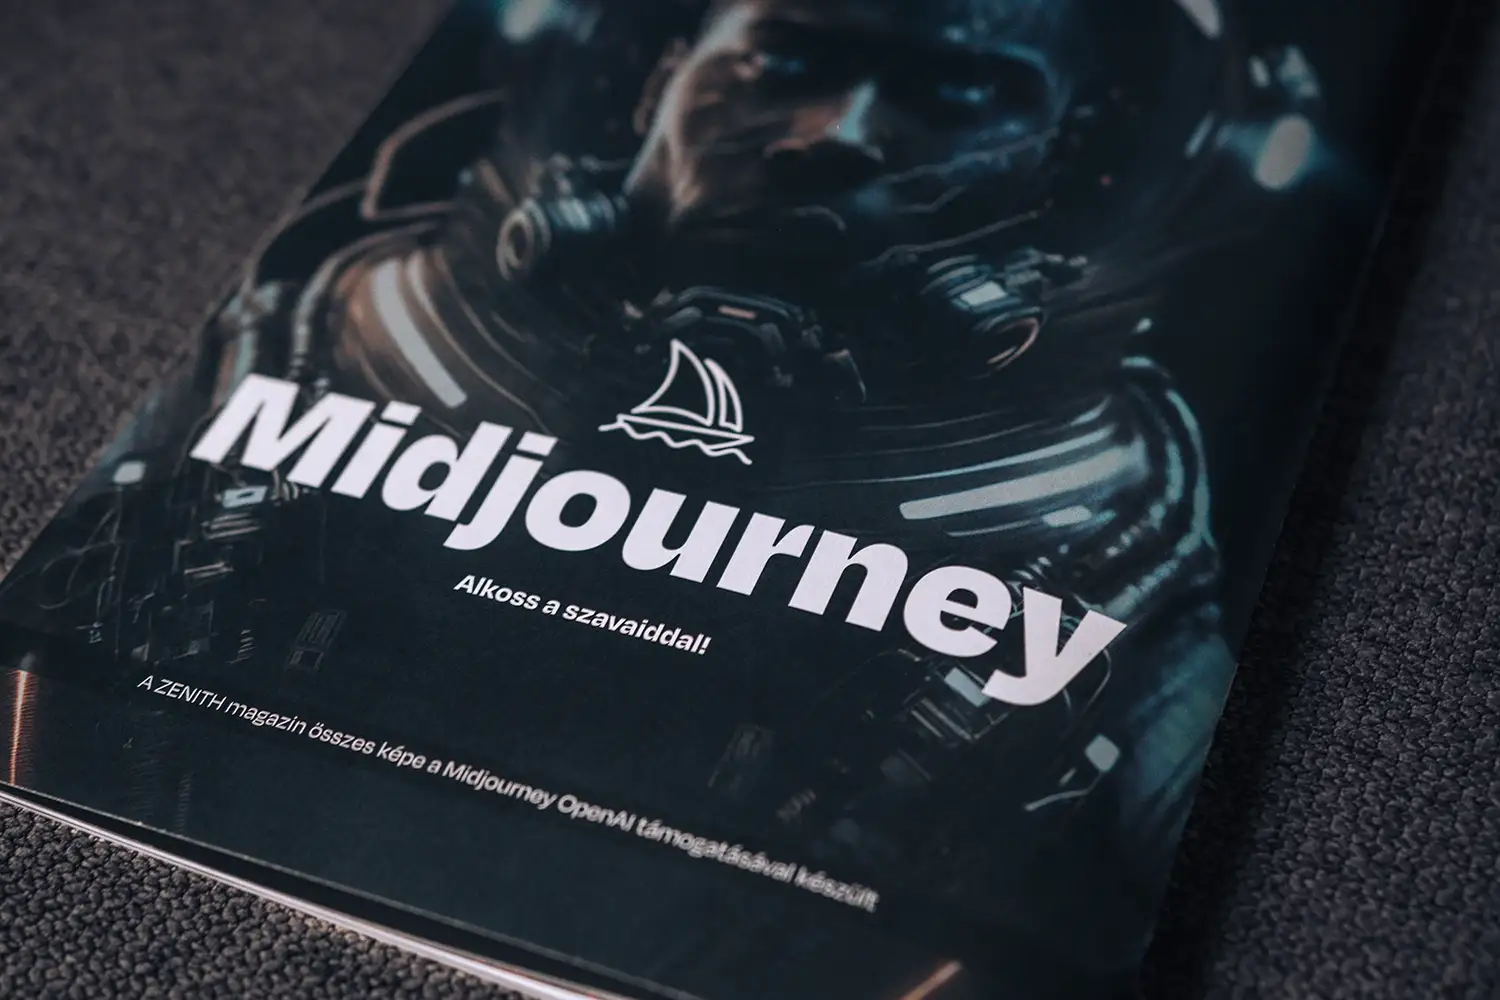 Midjourney
Alkoss a szavaiddal!
A ZENITH magazin összes képe a Midjourney OpenAI támogatásával készült